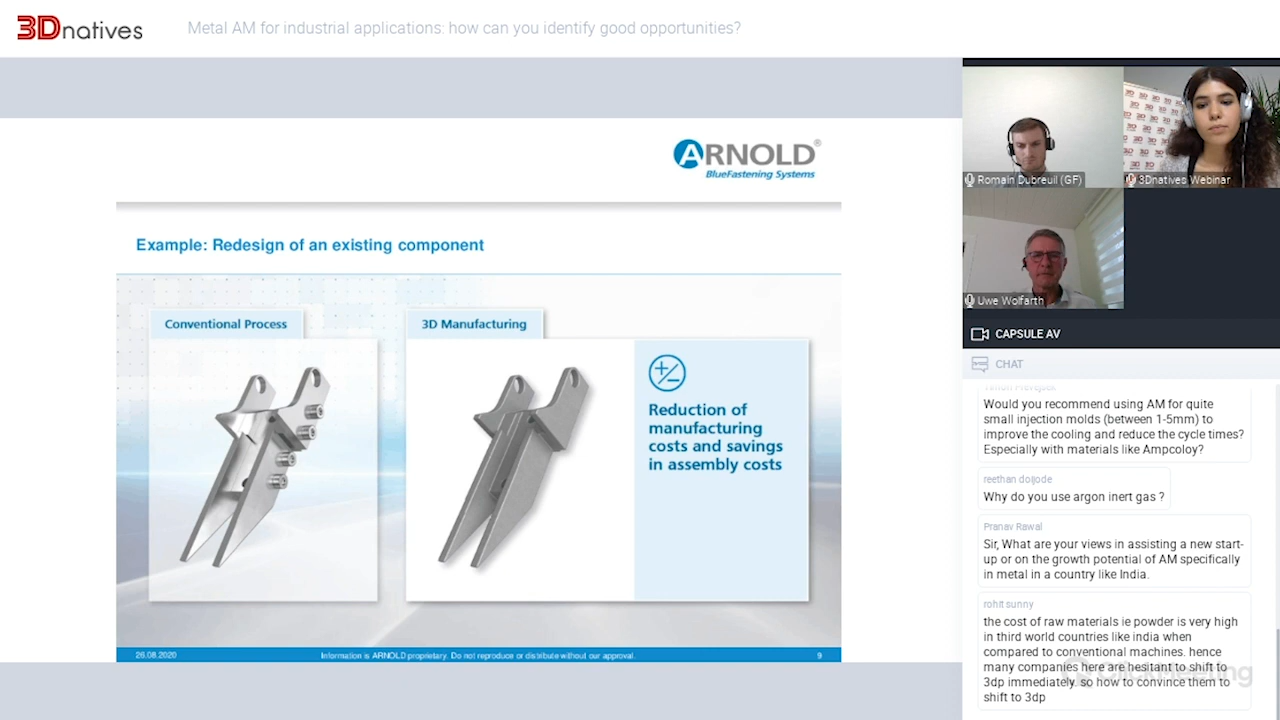 3Dnatives
Metal AM for industrial applications: how can you identify good opportunities?
ARNOLD®
BlueFastening Systems
Example: Redesign of an existing component
Conventional Process
3D Manufacturing
Reduction of
manufacturing
costs and savings
in assembly costs
26.08.2020
Information is ARNOLD proprietary. Do not reproduce or distribute without our approval.
9
Romain Dubreuil (GF)
3Dnatives Webinar
Uwe Wolfarth
CAPSULE AV
CHAT
Would you recommend using AM for quite
small injection molds (between 1-5mm) to
improve the cooling and reduce the cycle times?
Especially with materials like Ampcoloy?
reethan doijode
Why do you use argon inert gas ?
Pranav Rawal
Sir, What are your views in assisting a new start-
up or on the growth potential of AM specifically
in metal in a country like India.
rohit sunny
the cost of raw materials ie powder is very high
in third world countries like india when
compared to conventional machines. hence
many companies here are hesitant to shift to
3dp immediately. so how to convince them to
shift to 3dp
ClickMeeting